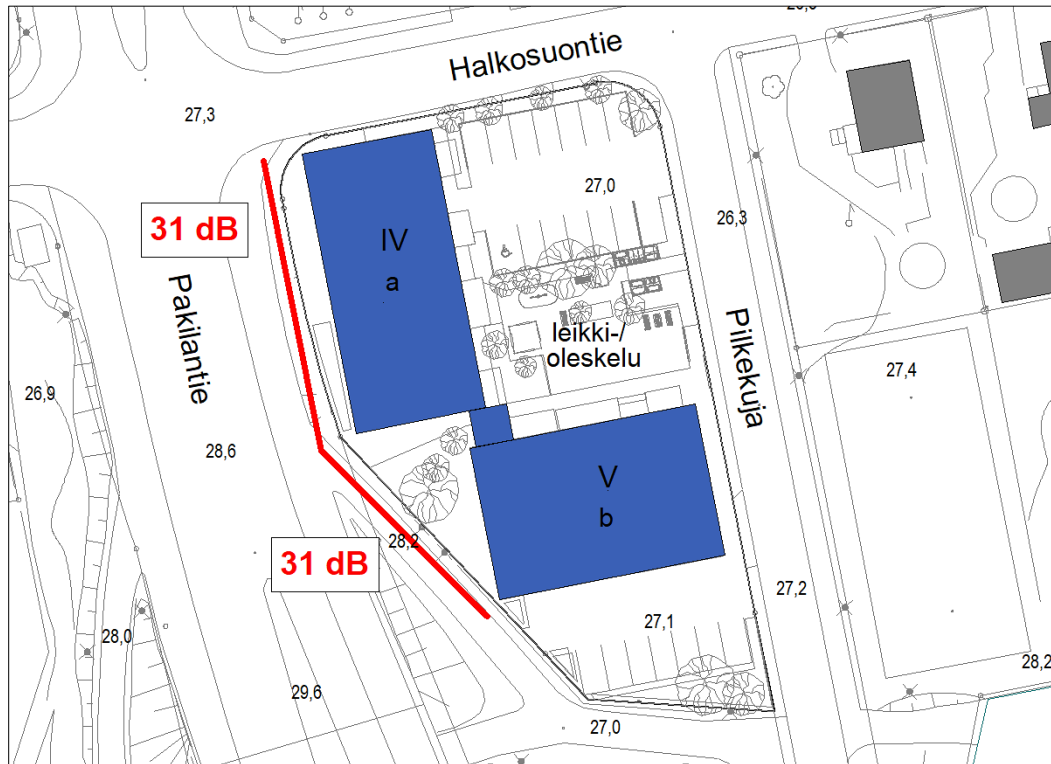 Halkosuontie
27,3
31 dB
IV
a
27,0
26,3
Pakilantie
leikki-/
oleskelu
Pilkekuja
26,9
27,4
28,6
V
b
28,2
31 dB
27,2
27,1
28,0
29,6
28,2
27,0